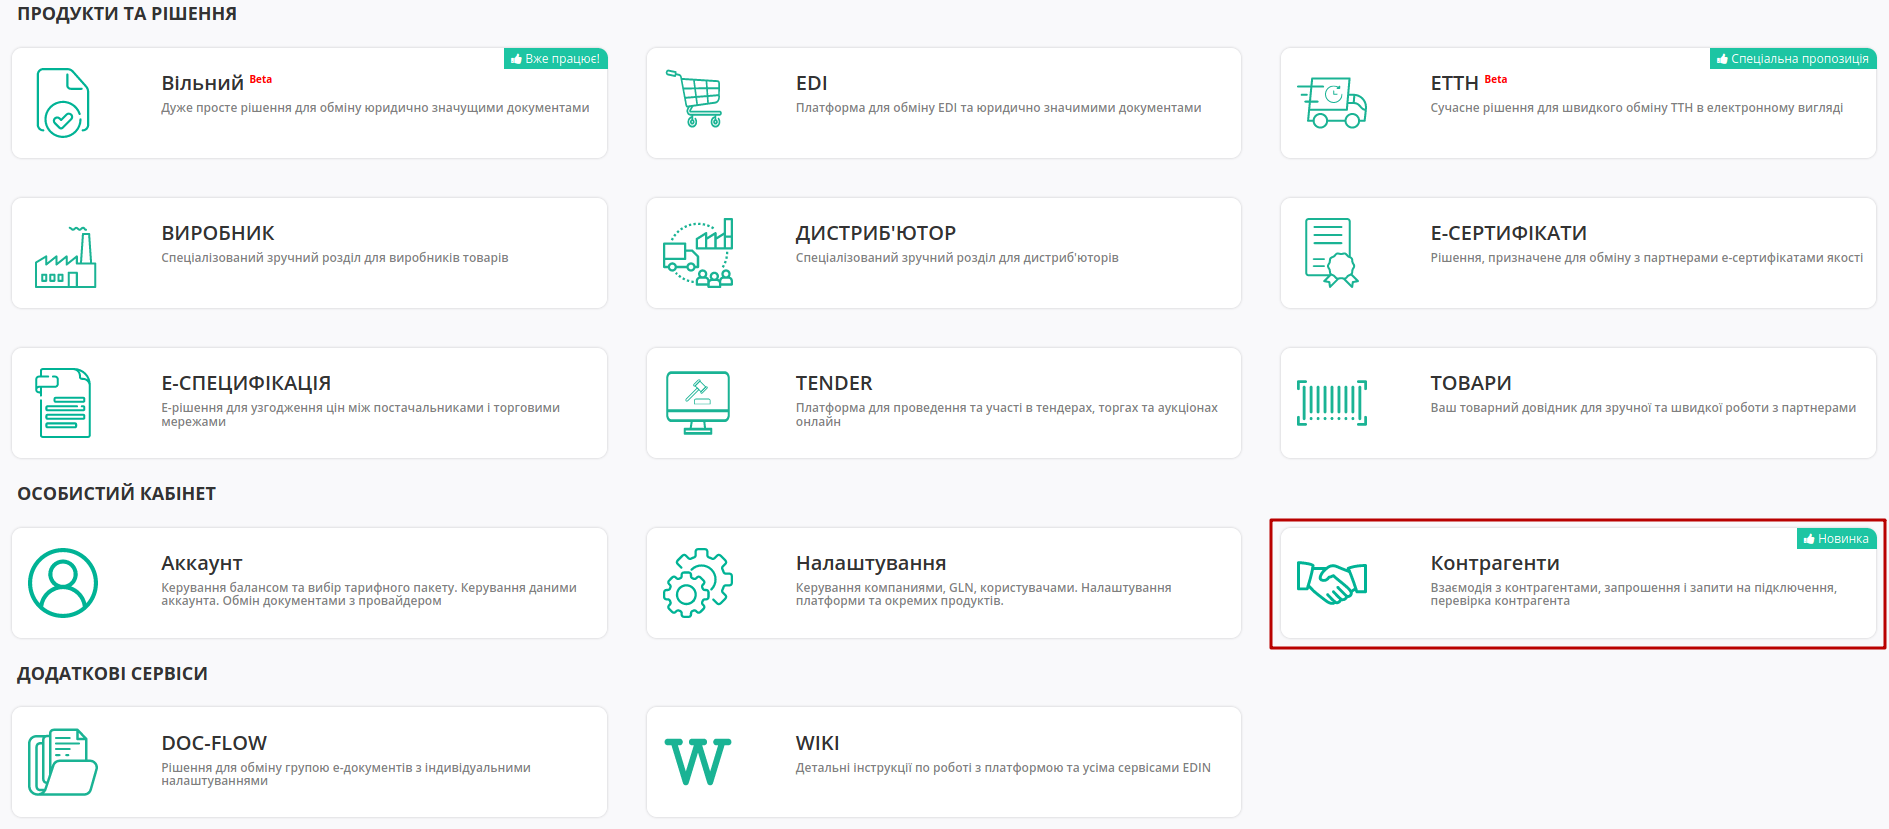 ПРОДУКТИ ТА РІШЕННЯ
Вже працює!
Вільний Beta
Дуже просте рішення для обміну юридично значущими документами
EDI
Платформа для обміну EDI та юридично значимими документами
Спеціальна пропозиція
ЕТТН Beta
Сучасне рішення для швидкого обміну ТТН в електронному вигляді
ВИРОБНИК
Спеціалізований зручний розділ для виробників товарів
ДИСТРИБ'ЮТОР
Спеціалізований зручний розділ для дистриб'юторів
Е-СЕРТИФІКАТИ
Рішення, призначене для обміну з партнерами е-сертифікатами якості
Е-СПЕЦИФІКАЦІЯ
Е-рішення для узгодження цін між постачальниками і торговими
мережами
TENDER
Платформа для проведення та участі в тендерах, торгах та аукціонах
онлайн
ТОВАРИ
Ваш товарний довідник для зручної та швидкої роботи з партнерами
ОСОБИСТИЙ КАБІНЕТ
Аккаунт
Керування балансом та вибір тарифного пакету. Керування даними
аккаунта. Обмін документами з провайдером
Налаштування
Керування компаніями, GLN, користувачами. Налаштування
платформи та окремих продуктів.
Новинка
Контрагенти
Взаємодія з контрагентами, запрошення і запити на підключення,
перевірка контрагента
ДОДАТКОВІ СЕРВІСИ
DOC-FLOW
Рішення для обміну групою е-документів з індивідуальними
налаштуваннями
W
WIKI
Детальні інструкції по роботі з платформою та усіма сервісами EDIN